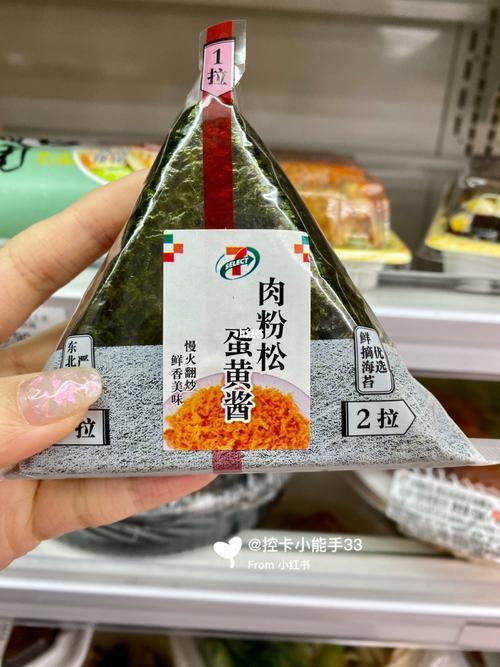 1拉
7
SELECT
肉粉松
蛋黄酱
慢火翻炒
鲜香美味
鲜摘海苔
优选
东北
严
拉
2拉
@控卡小能手33
From 小红书